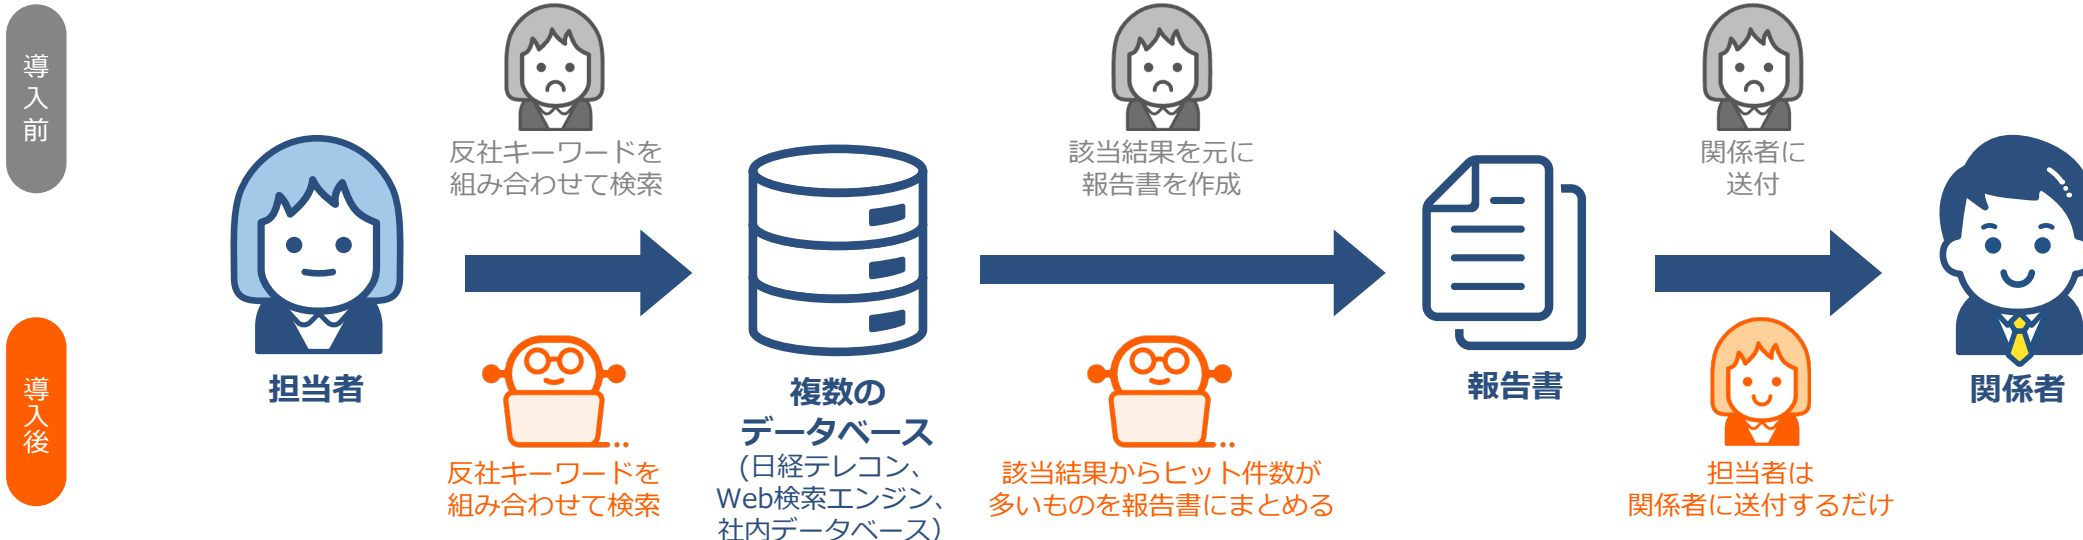 導入前
反社キーワードを
組み合わせて検索
該当結果を元に
報告書を作成
関係者に
送付
担当者
複数の
データベース
(日経テレコン、
Web検索エンジン、
社内データベース)
報告書
関係者
導入後
反社キーワードを
組み合わせて検索
該当結果からヒット件数が
多いものを報告書にまとめる
担当者は
関係者に送付するだけ